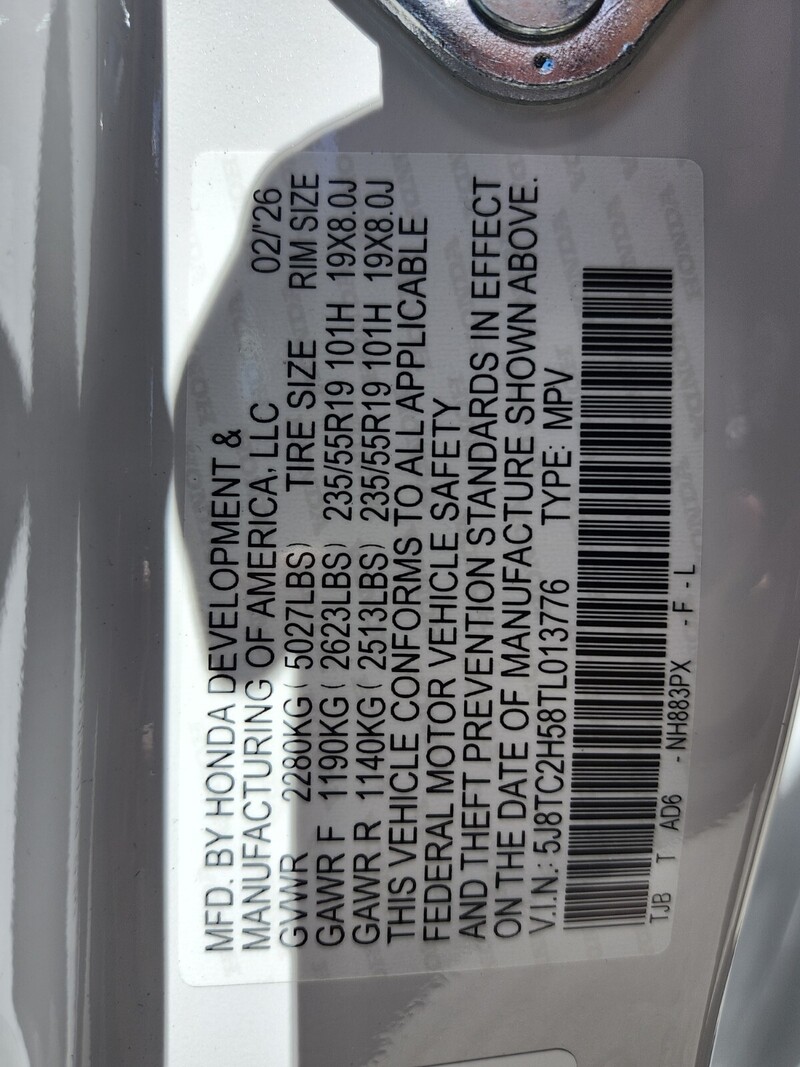 MFD. BY HONDA DEVELOPMENT &
MANUFACTURING OF AMERICA, LLC 02/'26
GVWR 2280KG ( 5027LBS) TIRE SIZE RIM SIZE
GAWR F 1190KG ( 2623LBS) 235/55R19 101H 19X8.0J
GAWR R 1140KG ( 2513LBS) 235/55R19 101H 19X8.0J
THIS VEHICLE CONFORMS TO ALL APPLICABLE
FEDERAL MOTOR VEHICLE SAFETY
AND THEFT PREVENTION STANDARDS IN EFFECT
ON THE DATE OF MANUFACTURE SHOWN ABOVE.
V.I.N.: 5J8TC2H58TL013776 TYPE: MPV
TJB T AD6 - NH883PX - F - L